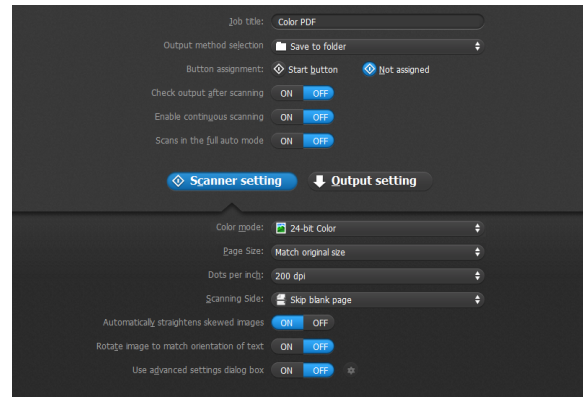 Job title: Color PDF
Output method selection Save to folder
Button assignment: Start button Not assigned
Check output after scanning ON OFF
Enable continuous scanning ON OFF
Scans in the full auto mode ON OFF
Scanner setting Output setting
Color mode: 24-bit Color
Page Size: Match original size
Dots per inch: 200 dpi
Scanning Side: Skip blank page
Automatically straightens skewed images ON OFF
Rotate image to match orientation of text ON OFF
Use advanced settings dialog box ON OFF